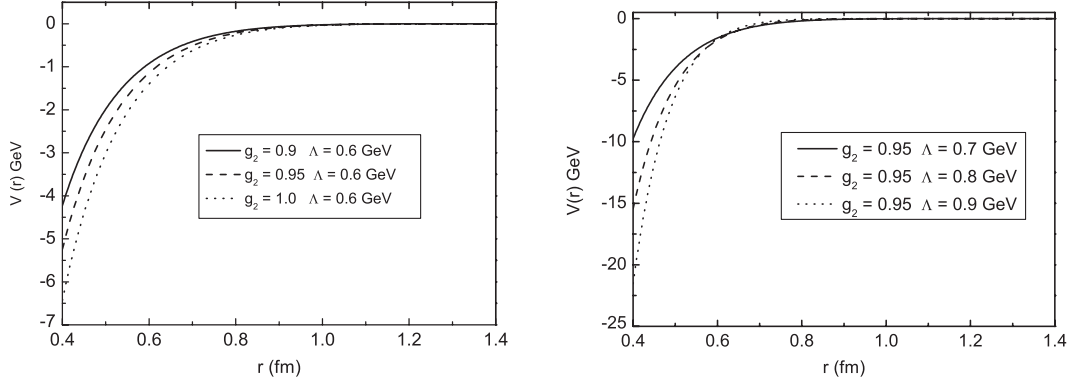 0
-1
-2
-3
-4
-5
-6
-7
V (r) GeV
g2 = 0.9 Λ = 0.6 GeV
g2 = 0.95 Λ = 0.6 GeV
g2 = 1.0 Λ = 0.6 GeV
0.4 0.6 0.8 1.0 1.2 1.4
r (fm)
0
-5
-10
-15
-20
-25
V(r) GeV
g2 = 0.95 Λ = 0.7 GeV
g2 = 0.95 Λ = 0.8 GeV
g2 = 0.95 Λ = 0.9 GeV
0.4 0.6 0.8 1.0 1.2 1.4
r (fm)